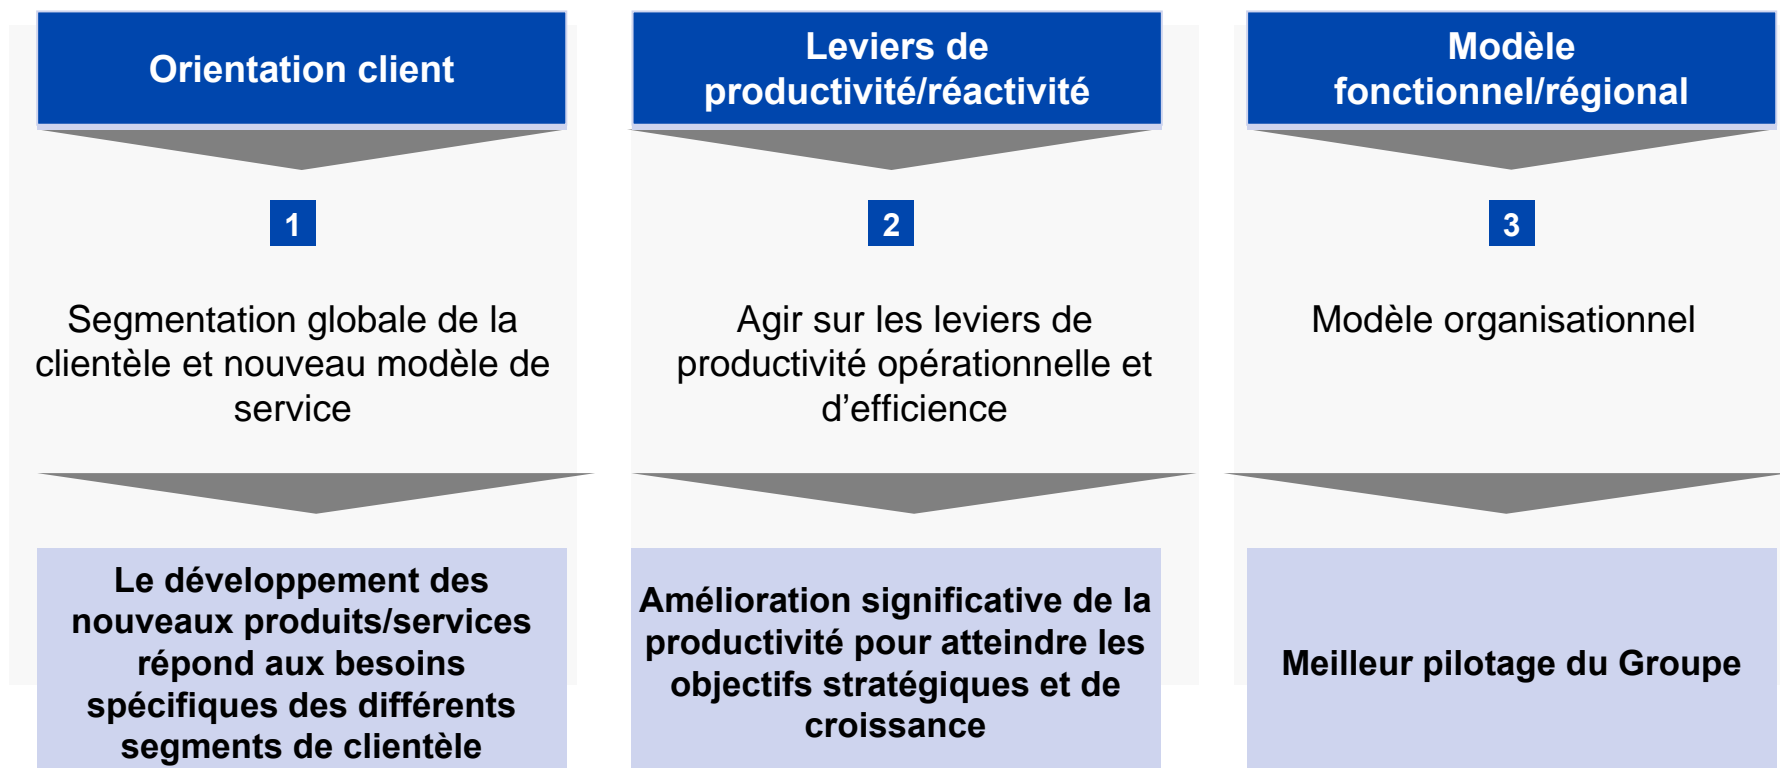 Orientation client
1
Segmentation globale de la
clientèle et nouveau modèle de
service
Le développement des
nouveaux produits/services
répond aux besoins
spécifiques des différents
segments de clientèle
Leviers de
productivité/réactivité
2
Agir sur les leviers de
productivité opérationnelle et
d’efficience
Amélioration significative de la
productivité pour atteindre les
objectifs stratégiques et de
croissance
Modèle
fonctionnel/régional
3
Modèle organisationnel
Meilleur pilotage du Groupe